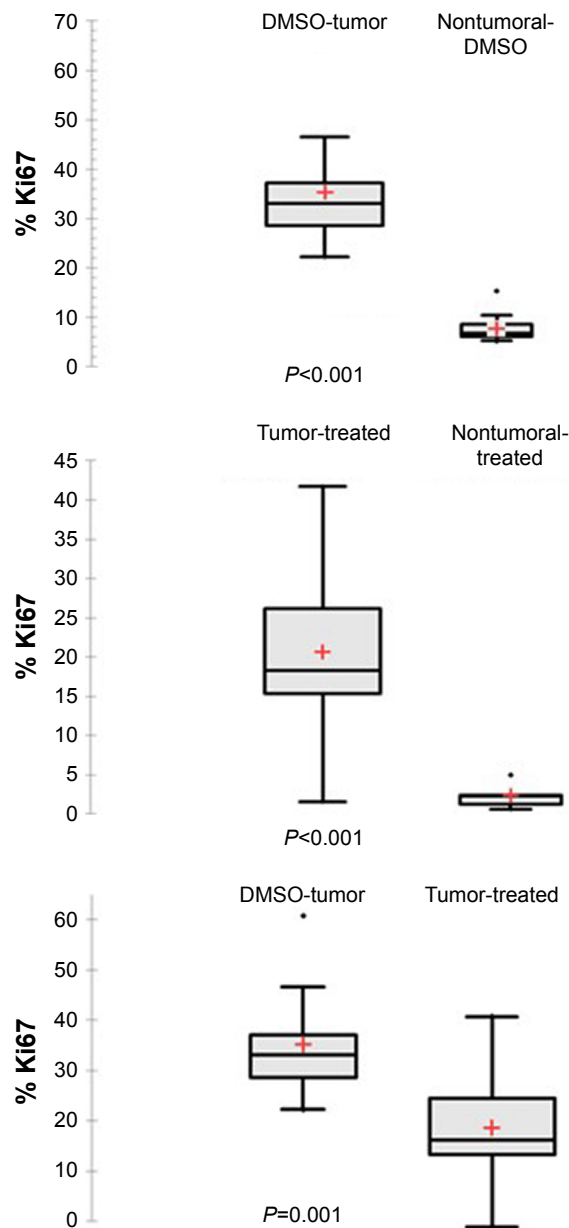 DMSO-tumor
Nontumoral-
DMSO
% Ki67
70
60
50
40
30
20
10
0
P<0.001
Tumor-treated
Nontumoral-
treated
% Ki67
45
40
35
30
25
20
15
10
5
0
P<0.001
DMSO-tumor
Tumor-treated
% Ki67
60
50
40
30
20
10
0
P=0.001